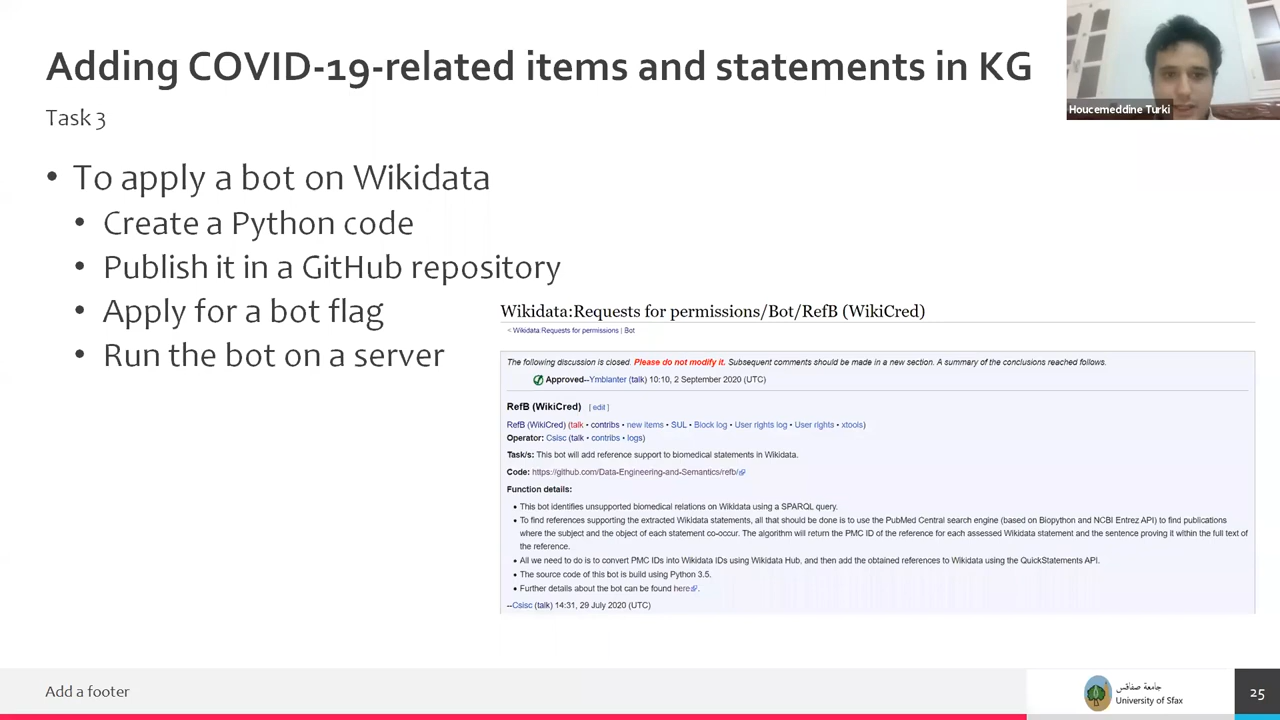 Adding COVID-19-related items and statements in KG
Houcemeddine Turki
Task 3
• To apply a bot on Wikidata
• Create a Python code
• Publish it in a GitHub repository
• Apply for a bot flag
• Run the bot on a server
Wikidata:Requests for permissions/Bot/RefB (WikiCred)
< Wikidata:Requests for permissions | Bot
The following discussion is closed. Please do not modify it. Subsequent comments should be made in a new section. A summary of the conclusions reached follows.
Approved--Ymblanter (talk) 10:10, 2 September 2020 (UTC)
RefB (WikiCred) [ edit ]
RefB (WikiCred) (talk • contribs • new items • SUL • Block log • User rights log • User rights • xtools)
Operator: Csisc (talk • contribs • logs)
Task/s: This bot will add reference support to biomedical statements in Wikidata.
Code: https://github.com/Data-Engineering-and-Semantics/refb/
Function details:
• This bot identifies unsupported biomedical relations on Wikidata using a SPARQL query.
• To find references supporting the extracted Wikidata statements, all that should be done is to use the PubMed Central search engine (based on Biopython and NCBI Entrez API) to find publications
where the subject and the object of each statement co-occur. The algorithm will return the PMC ID of the reference for each assessed Wikidata statement and the sentence proving it within the full text of
the reference.
• All we need to do is to convert PMC IDs into Wikidata IDs using Wikidata Hub, and then add the obtained references to Wikidata using the QuickStatements API.
• The source code of this bot is build using Python 3.5.
• Further details about the bot can be found here.
--Csisc (talk) 14:31, 29 July 2020 (UTC)
Add a footer
جامعة صفاقس
University of Sfax
25